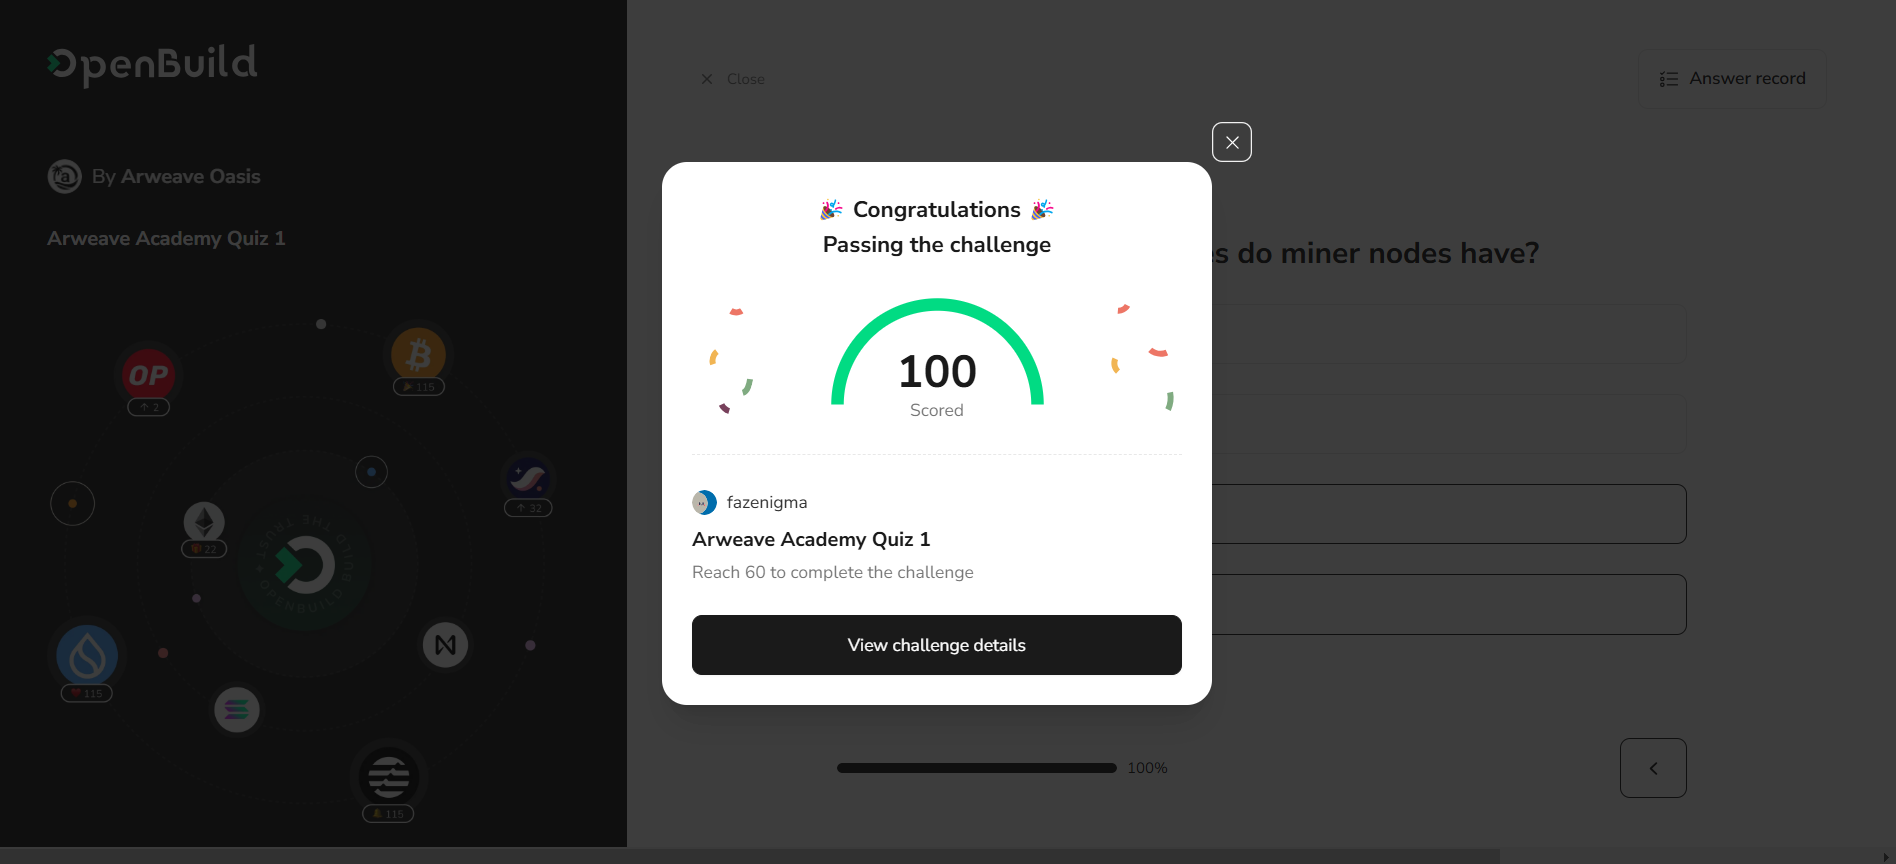 OpenBuild
By Arweave Oasis
Arweave Academy Quiz 1
OP
2
115
32
22
115
115
Close
Answer record
es do miner nodes have?
🎉 Congratulations 🎉
Passing the challenge
100
Scored
fazenigma
Arweave Academy Quiz 1
Reach 60 to complete the challenge
View challenge details
100%